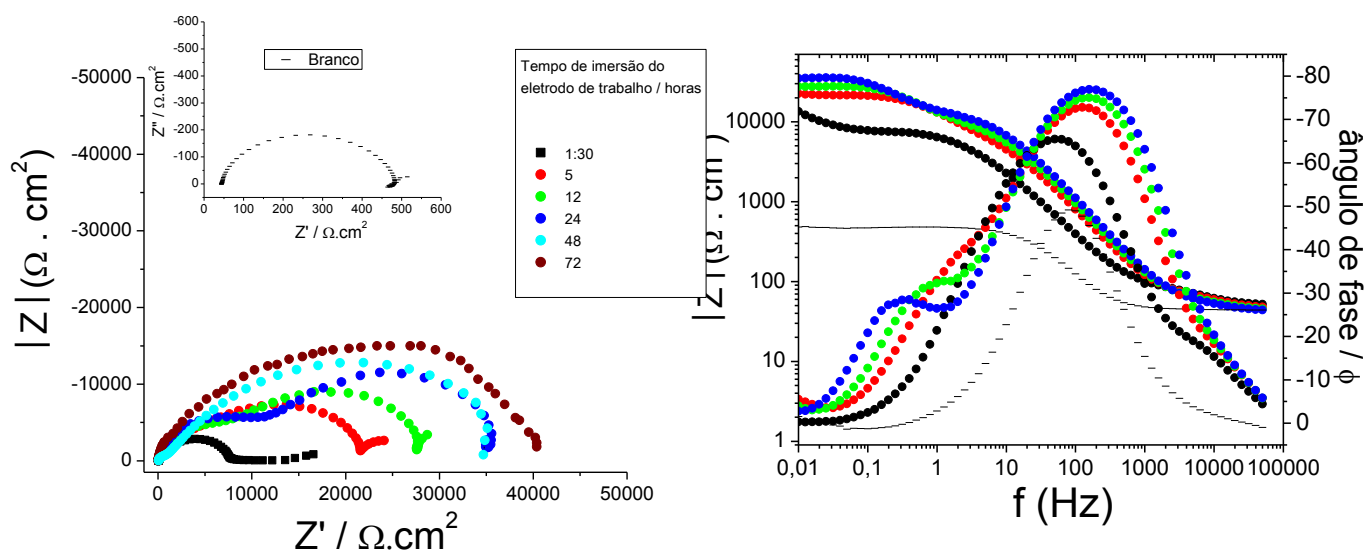 -600
-500
-400
-300
-200
-100
0
Z'' / Ω.cm²
Branco
0 100 200 300 400 500 600
Z' / Ω.cm²
Tempo de imersão do
eletrodo de trabalho / horas
1:30
5
12
24
48
72
-50000
-40000
-30000
-20000
-10000
0
|Z| (Ω . cm²)
0 10000 20000 30000 40000 50000
Z' / Ω.cm²
10000
1000
100
10
1
|Z| (Ω . cm²)
-80
-70
-60
-50
-40
-30
-20
-10
0
ângulo de fase / ϕ
0,01 0,1 1 10 100 1000 10000100000
f (Hz)